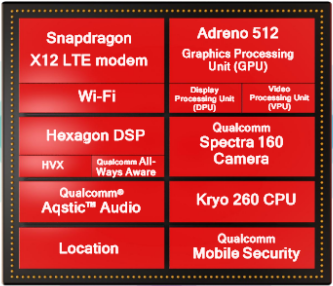 Snapdragon
X12 LTE modem
Wi-Fi
Adreno 512
Graphics Processing
Unit (GPU)
Display
Processing Unit
(DPU)
Video
Processing Unit
(VPU)
Hexagon DSP
HVX
Qualcomm All-
Ways Aware
Qualcomm
Spectra 160
Camera
Qualcomm®
Aqstic™ Audio
Kryo 260 CPU
Location
Qualcomm
Mobile Security